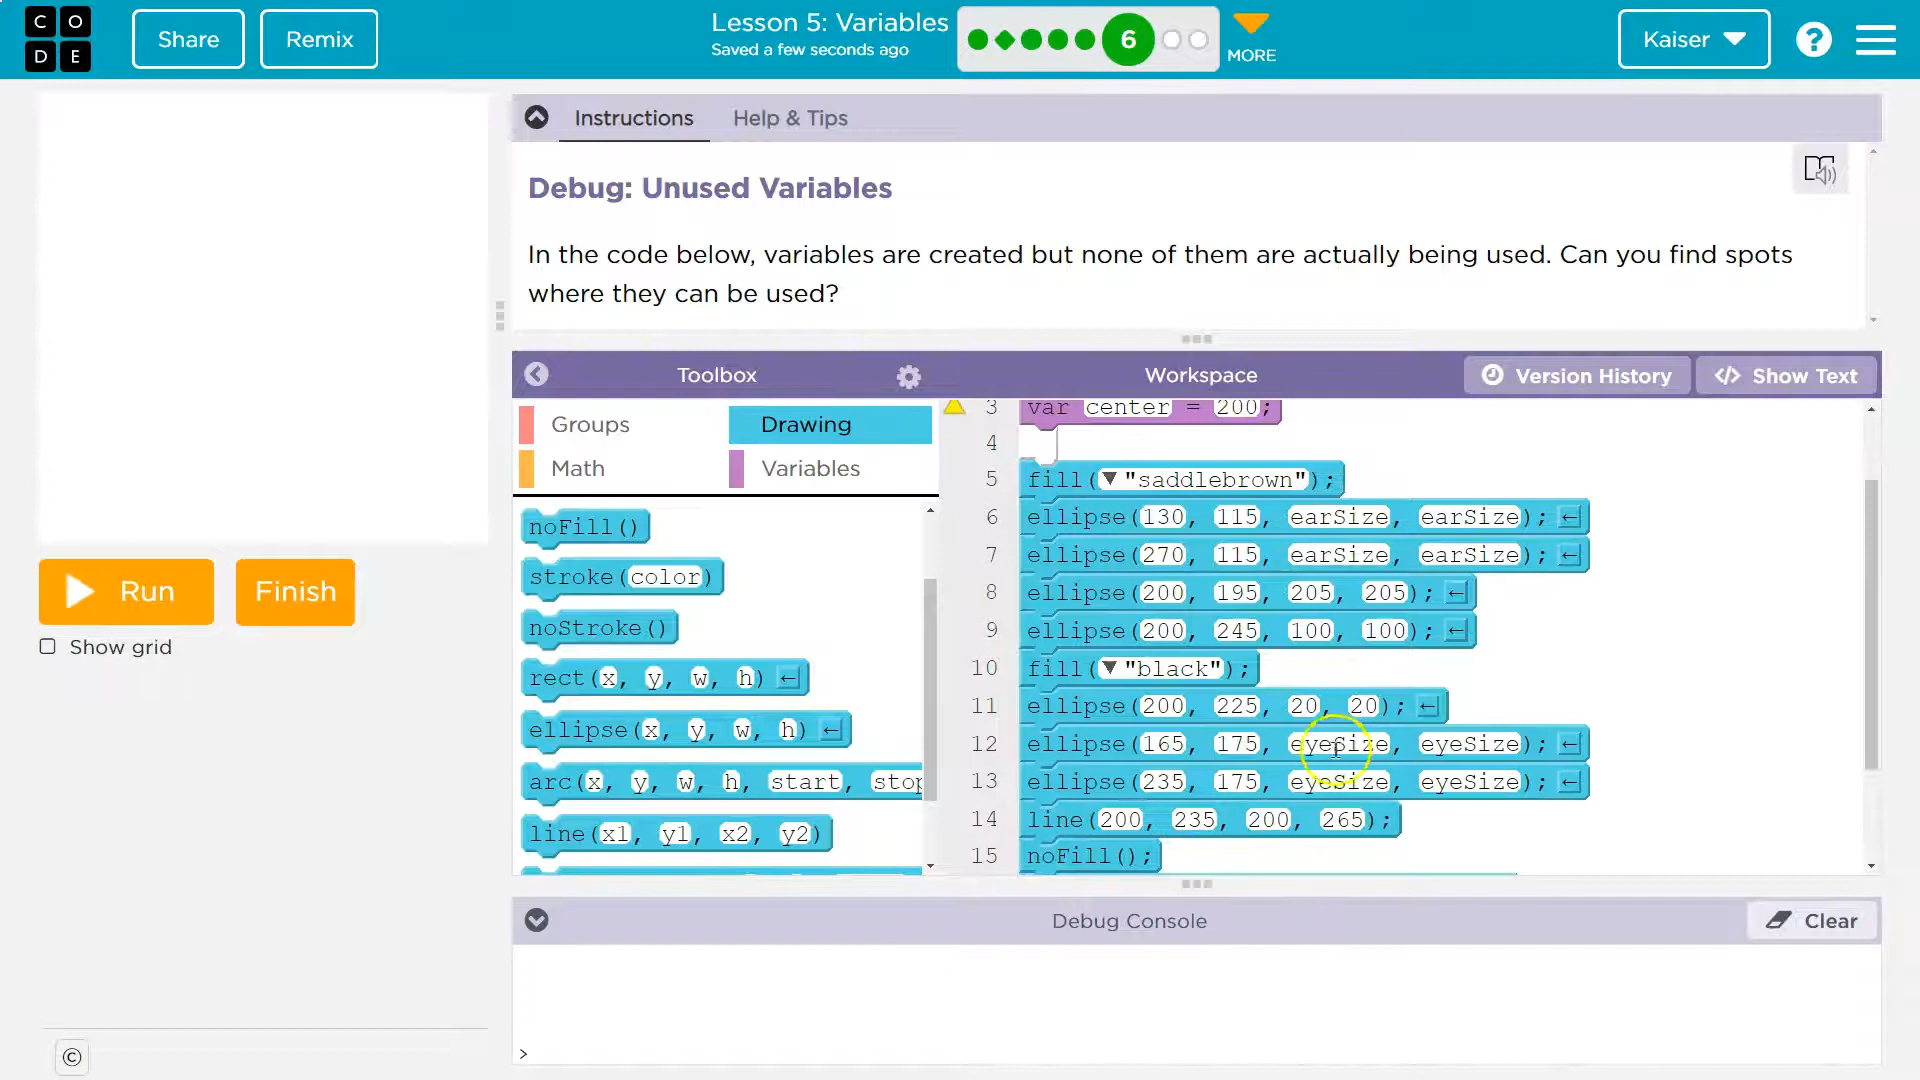 C O
D E
Share
Remix
Lesson 5: Variables
Saved a few seconds ago
6
MORE
Kaiser
?
Instructions
Help & Tips
Debug: Unused Variables
In the code below, variables are created but none of them are actually being used. Can you find spots
where they can be used?
Toolbox
Workspace
Version History
Show Text
Groups
Drawing
Math
Variables
noFill()
stroke(color)
noStroke()
rect(x, y, w, h) ←
ellipse(x, y, w, h) ←
arc(x, y, w, h, start, stop
line(x1, y1, x2, y2)
3 var center = 200;
4
5 fill(▼"saddlebrown");
6 ellipse(130, 115, earSize, earSize); ←
7 ellipse(270, 115, earSize, earSize); ←
8 ellipse(200, 195, 205, 205); ←
9 ellipse(200, 245, 100, 100); ←
10 fill(▼"black");
11 ellipse(200, 225, 20, 20); ←
12 ellipse(165, 175, eyeSize, eyeSize); ←
13 ellipse(235, 175, eyeSize, eyeSize); ←
14 line(200, 235, 200, 265);
15 noFill();
Run
Finish
Show grid
Debug Console
Clear
>
©